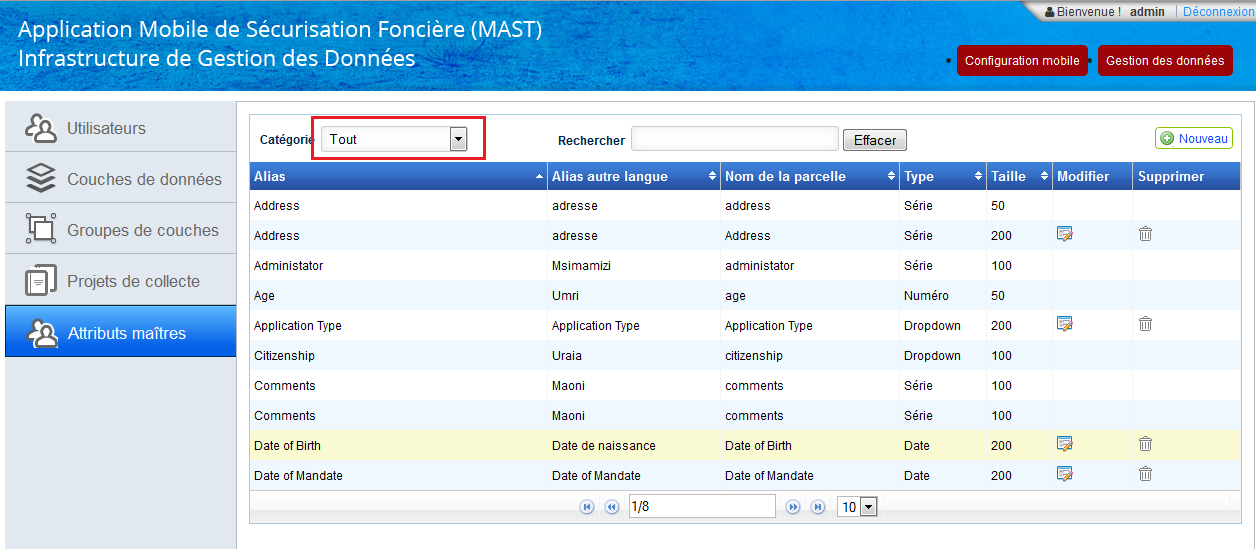 Bienvenue ! admin Déconnexion
Application Mobile de Sécurisation Foncière (MAST)
Infrastructure de Gestion des Données
Configuration mobile Gestion des données
Utilisateurs
Couches de données
Groupes de couches
Projets de collecte
Attributs maîtres
Catégorie Tout Rechercher Effacer Nouveau
Alias Alias autre langue Nom de la parcelle Type Taille Modifier Supprimer
Address adresse address Série 50
Address adresse Address Série 200
Administator Msimamizi administator Série 100
Age Umri age Numéro 50
Application Type Application Type Application Type Dropdown 200
Citizenship Uraia citizenship Dropdown 100
Comments Maoni comments Série 100
Comments Maoni comments Série 100
Date of Birth Date de naissance Date of Birth Date 200
Date of Mandate Date of Mandate Date of Mandate Date 200
1/8 10